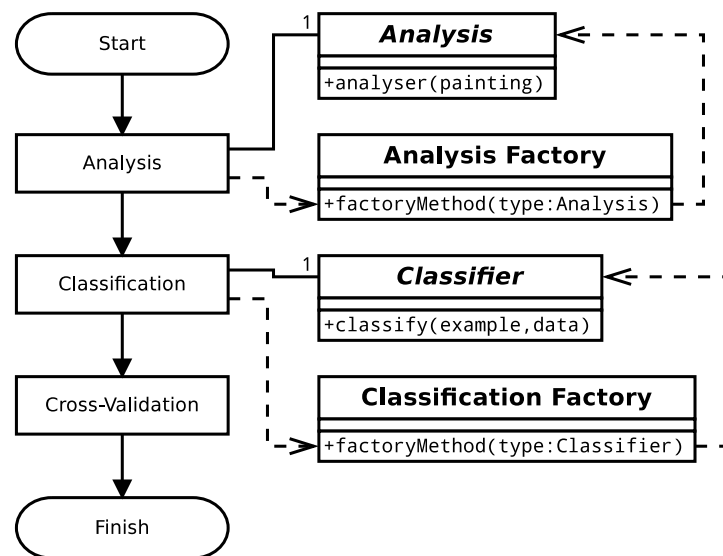 Start
1
Analysis
+analyser(painting)
Analysis
Analysis Factory
+factoryMethod(type:Analysis)
Classification
1
Classifier
+classify(example,data)
Cross-Validation
Classification Factory
+factoryMethod(type:Classifier)
Finish